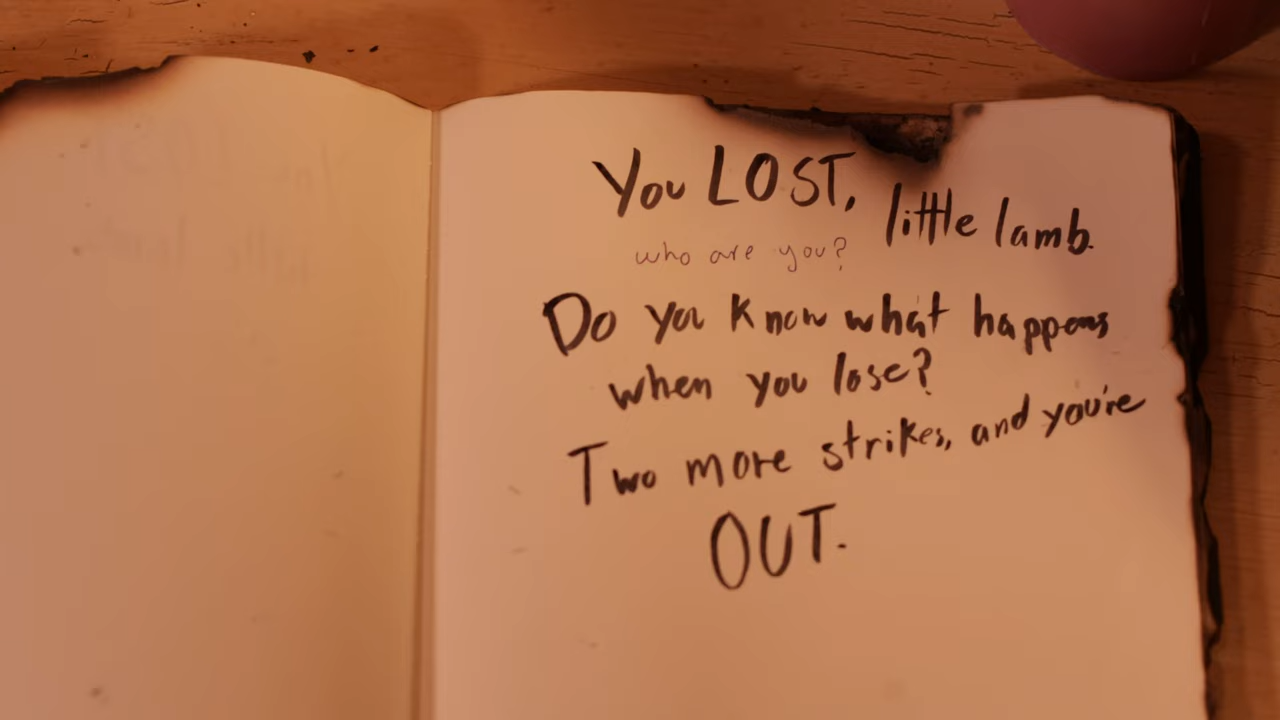 You LOST, little lamb.
who are you?
Do you know what happens
when you lose?
Two more strikes, and you're
OUT.